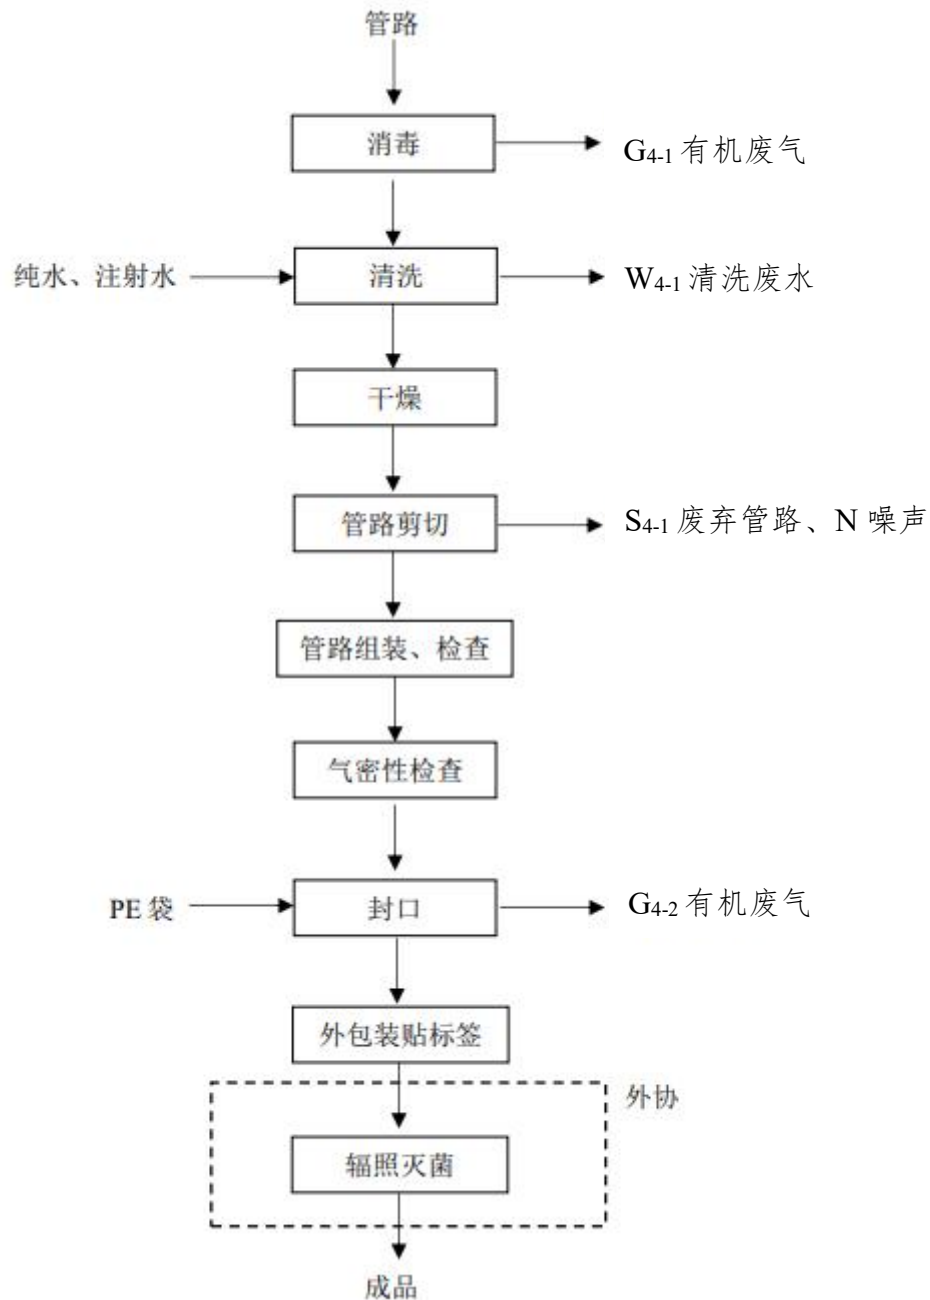 管路
消毒
G4-1 有机废气
纯水、注射水
清洗
W4-1 清洗废水
干燥
管路剪切
S4-1 废弃管路、N 噪声
管路组装、检查
气密性检查
PE 袋
封口
G4-2 有机废气
外包装贴标签
外协
辐照灭菌
成品